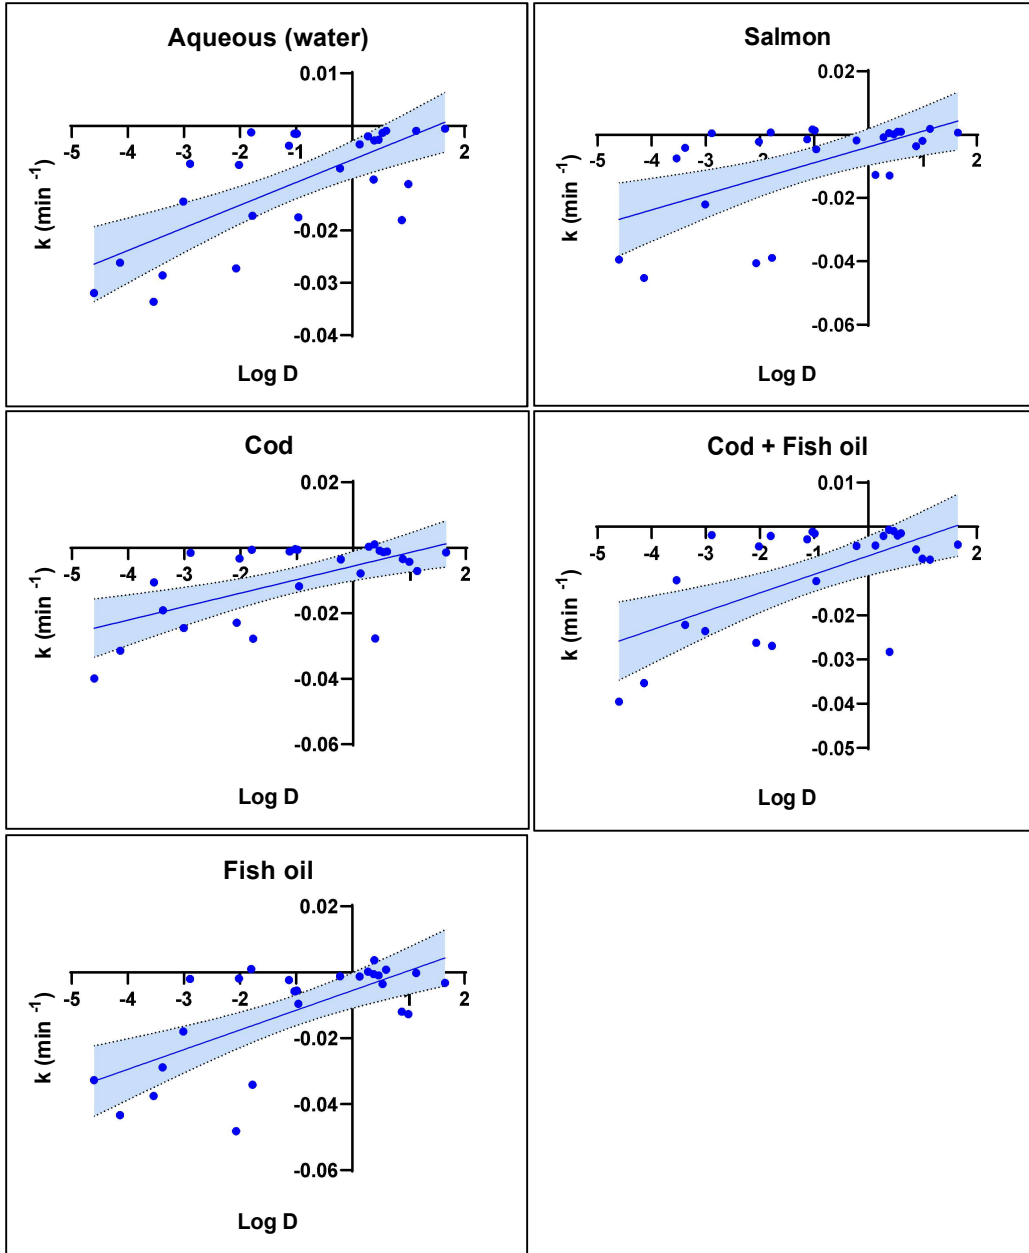 Aqueous (water)
0.01
-5 -4 -3 -2 -1 2
-0.02
-0.03
-0.04
k (min -1)
Log D
Salmon
0.02
-5 -4 -3 -2 -1 1 2
-0.02
-0.04
-0.06
k (min -1)
Log D
Cod
0.02
-5 -4 -3 -2 -1 1 2
-0.02
-0.04
-0.06
k (min -1)
Log D
Cod + Fish oil
0.01
-5 -4 -3 -2 -1 1 2
-0.02
-0.03
-0.04
-0.05
k (min -1)
Log D
Fish oil
0.02
-5 -4 -3 -2 -1 1 2
-0.02
-0.04
-0.06
k (min -1)
Log D